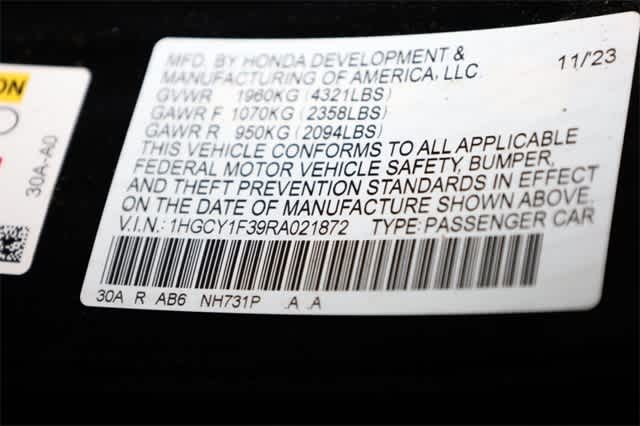 ON
30A-A0
MFD. BY HONDA DEVELOPMENT &
MANUFACTURING OF AMERICA, LLC 11/23
GVWR 1960KG (4321LBS)
GAWR F 1070KG (2358LBS)
GAWR R 950KG (2094LBS)
THIS VEHICLE CONFORMS TO ALL APPLICABLE
FEDERAL MOTOR VEHICLE SAFETY, BUMPER,
AND THEFT PREVENTION STANDARDS IN EFFECT
ON THE DATE OF MANUFACTURE SHOWN ABOVE.
V.I.N.: 1HGCY1F39RA021872 TYPE: PASSENGER CAR
30A R AB6 NH731P .A .A